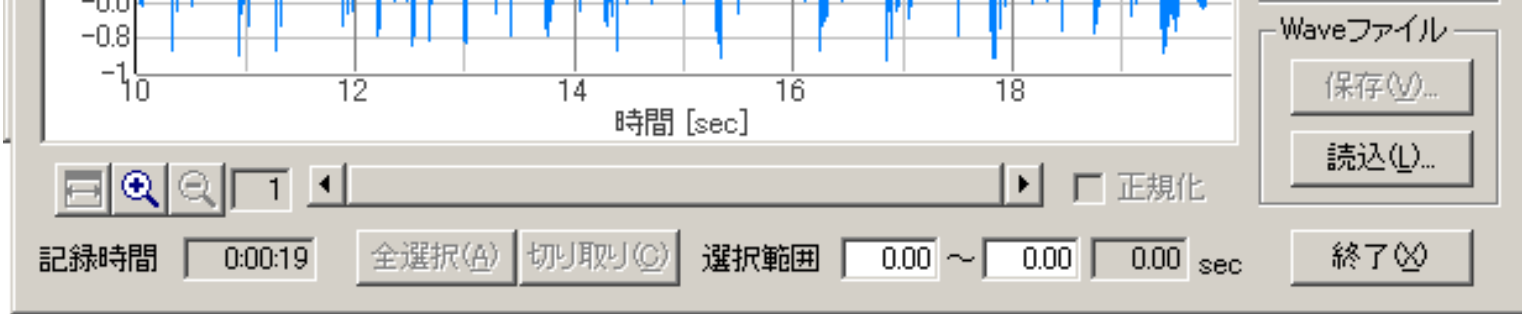 -0.6
-0.8
-1
10 12 14 16 18
時間 [sec]
Waveファイル
保存(V)...
読込(L)...
1
正規化
記録時間 0:00:19 全選択(A) 切り取り(C) 選択範囲 0.00 ~ 0.00 0.00 sec
終了(X)